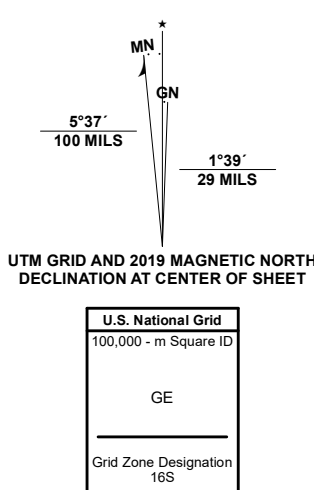 MN
GN
5°37´
100 MILS
1°39´
29 MILS
UTM GRID AND 2019 MAGNETIC NORTH
DECLINATION AT CENTER OF SHEET
U.S. National Grid
100,000 - m Square ID
GE
Grid Zone Designation
16S